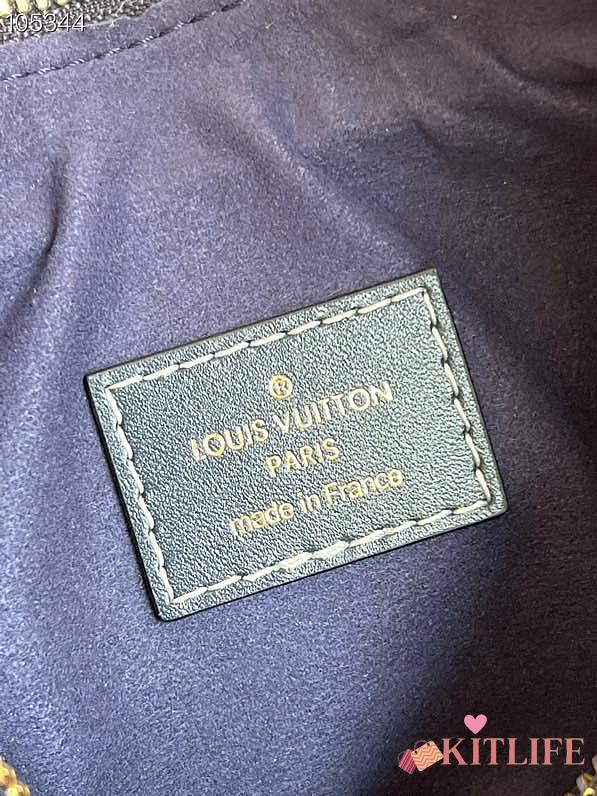 105344
®
LOUIS VUITTON
PARIS
made in France
KITLIFE